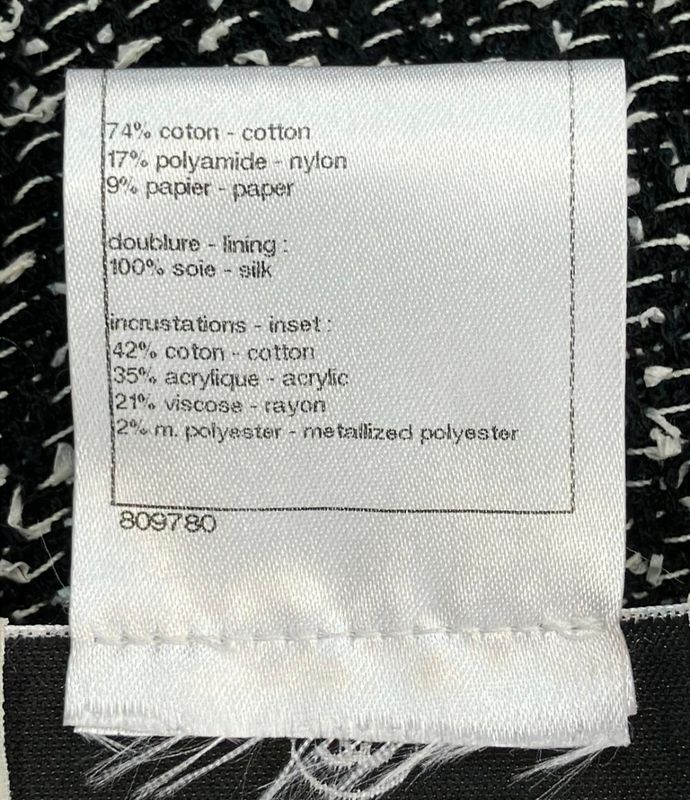 74% coton - cotton
17% polyamide - nylon
9% papier - paper
doublure - lining :
100% soie - silk
incrustations - inset :
42% coton - cotton
35% acrylique - acrylic
21% viscose - rayon
2% m. polyester - metallized polyester
809780